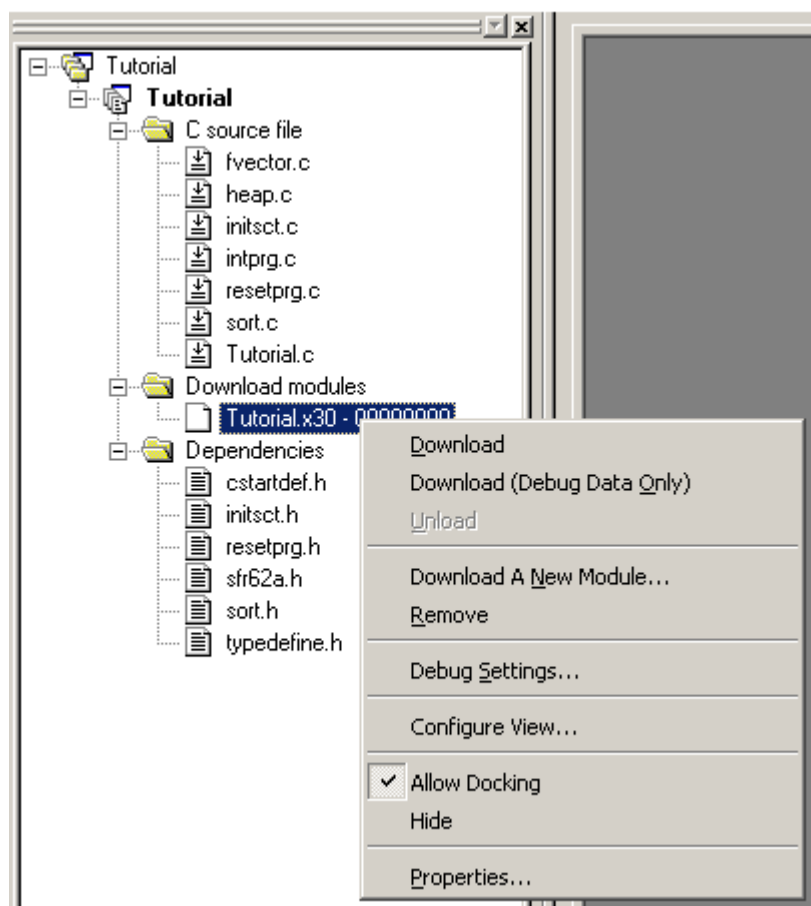 Tutorial
Tutorial
C source file
fvector.c
heap.c
initsct.c
intprg.c
resetprg.c
sort.c
Tutorial.c
Download modules
Tutorial.x30 - 00000000
Dependencies
cstartdef.h
initsct.h
resetprg.h
sfr62a.h
sort.h
typedefine.h
Download
Download (Debug Data Only)
Unload
Download A New Module...
Remove
Debug Settings...
Configure View...
Allow Docking
Hide
Properties...